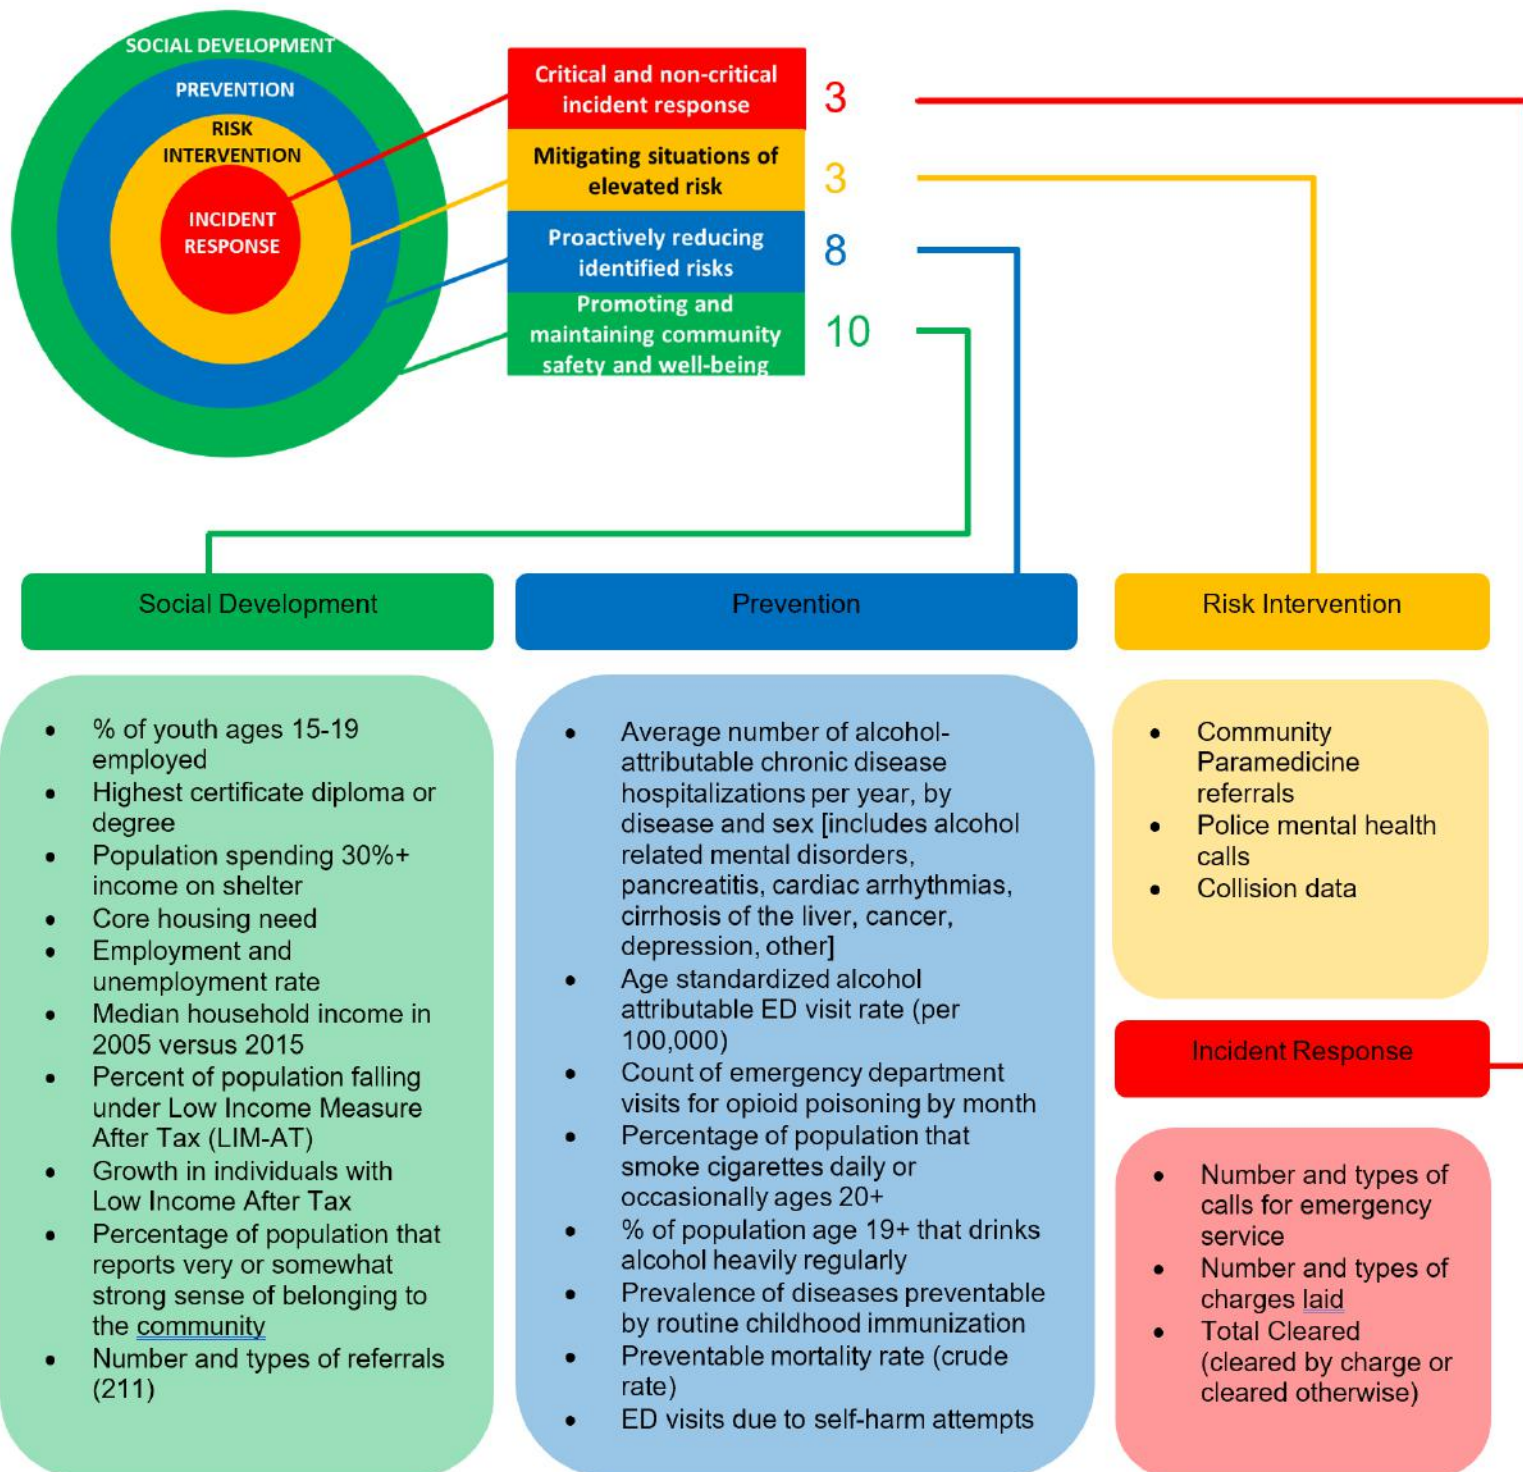 SOCIAL DEVELOPMENT
PREVENTION
RISK
INTERVENTION
INCIDENT
RESPONSE
Critical and non-critical
incident response
3
Mitigating situations of
elevated risk
3
Proactively reducing
identified risks
8
Promoting and
maintaining community
safety and well-being
10
Social Development
• % of youth ages 15-19
employed
• Highest certificate diploma or
degree
• Population spending 30%+
income on shelter
• Core housing need
• Employment and
unemployment rate
• Median household income in
2005 versus 2015
• Percent of population falling
under Low Income Measure
After Tax (LIM-AT)
• Growth in individuals with
Low Income After Tax
• Percentage of population that
reports very or somewhat
strong sense of belonging to
the community
• Number and types of referrals
(211)
Prevention
• Average number of alcohol-
attributable chronic disease
hospitalizations per year, by
disease and sex [includes alcohol
related mental disorders,
pancreatitis, cardiac arrhythmias,
cirrhosis of the liver, cancer,
depression, other]
• Age standardized alcohol
attributable ED visit rate (per
100,000)
• Count of emergency department
visits for opioid poisoning by month
• Percentage of population that
smoke cigarettes daily or
occasionally ages 20+
• % of population age 19+ that drinks
alcohol heavily regularly
• Prevalence of diseases preventable
by routine childhood immunization
• Preventable mortality rate (crude
rate)
• ED visits due to self-harm attempts
Risk Intervention
• Community
Paramedicine
referrals
• Police mental health
calls
• Collision data
Incident Response
• Number and types of
calls for emergency
service
• Number and types of
charges laid
• Total Cleared
(cleared by charge or
cleared otherwise)